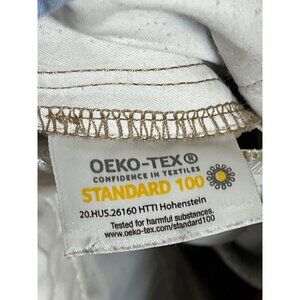 OEKO-TEX®
CONFIDENCE IN TEXTILES
STANDARD 100
20.HUS.26160 HTTI Hohenstein
Tested for harmful substances.
www.oeko-tex.com/standard100